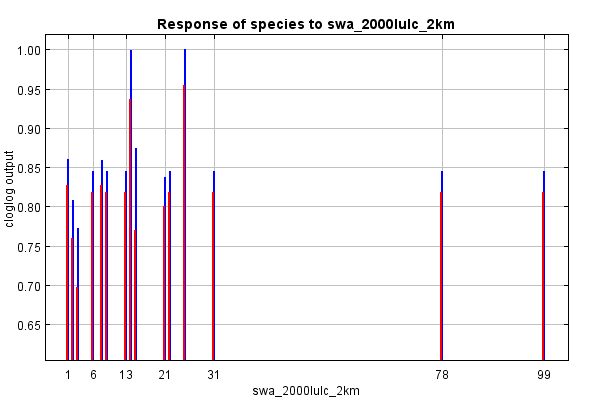 Response of species to swa_2000lulc_2km
1.00
0.95
0.90
0.85
0.80
0.75
0.70
0.65
cloglog output
1 6 13 21 31 78 99
swa_2000lulc_2km